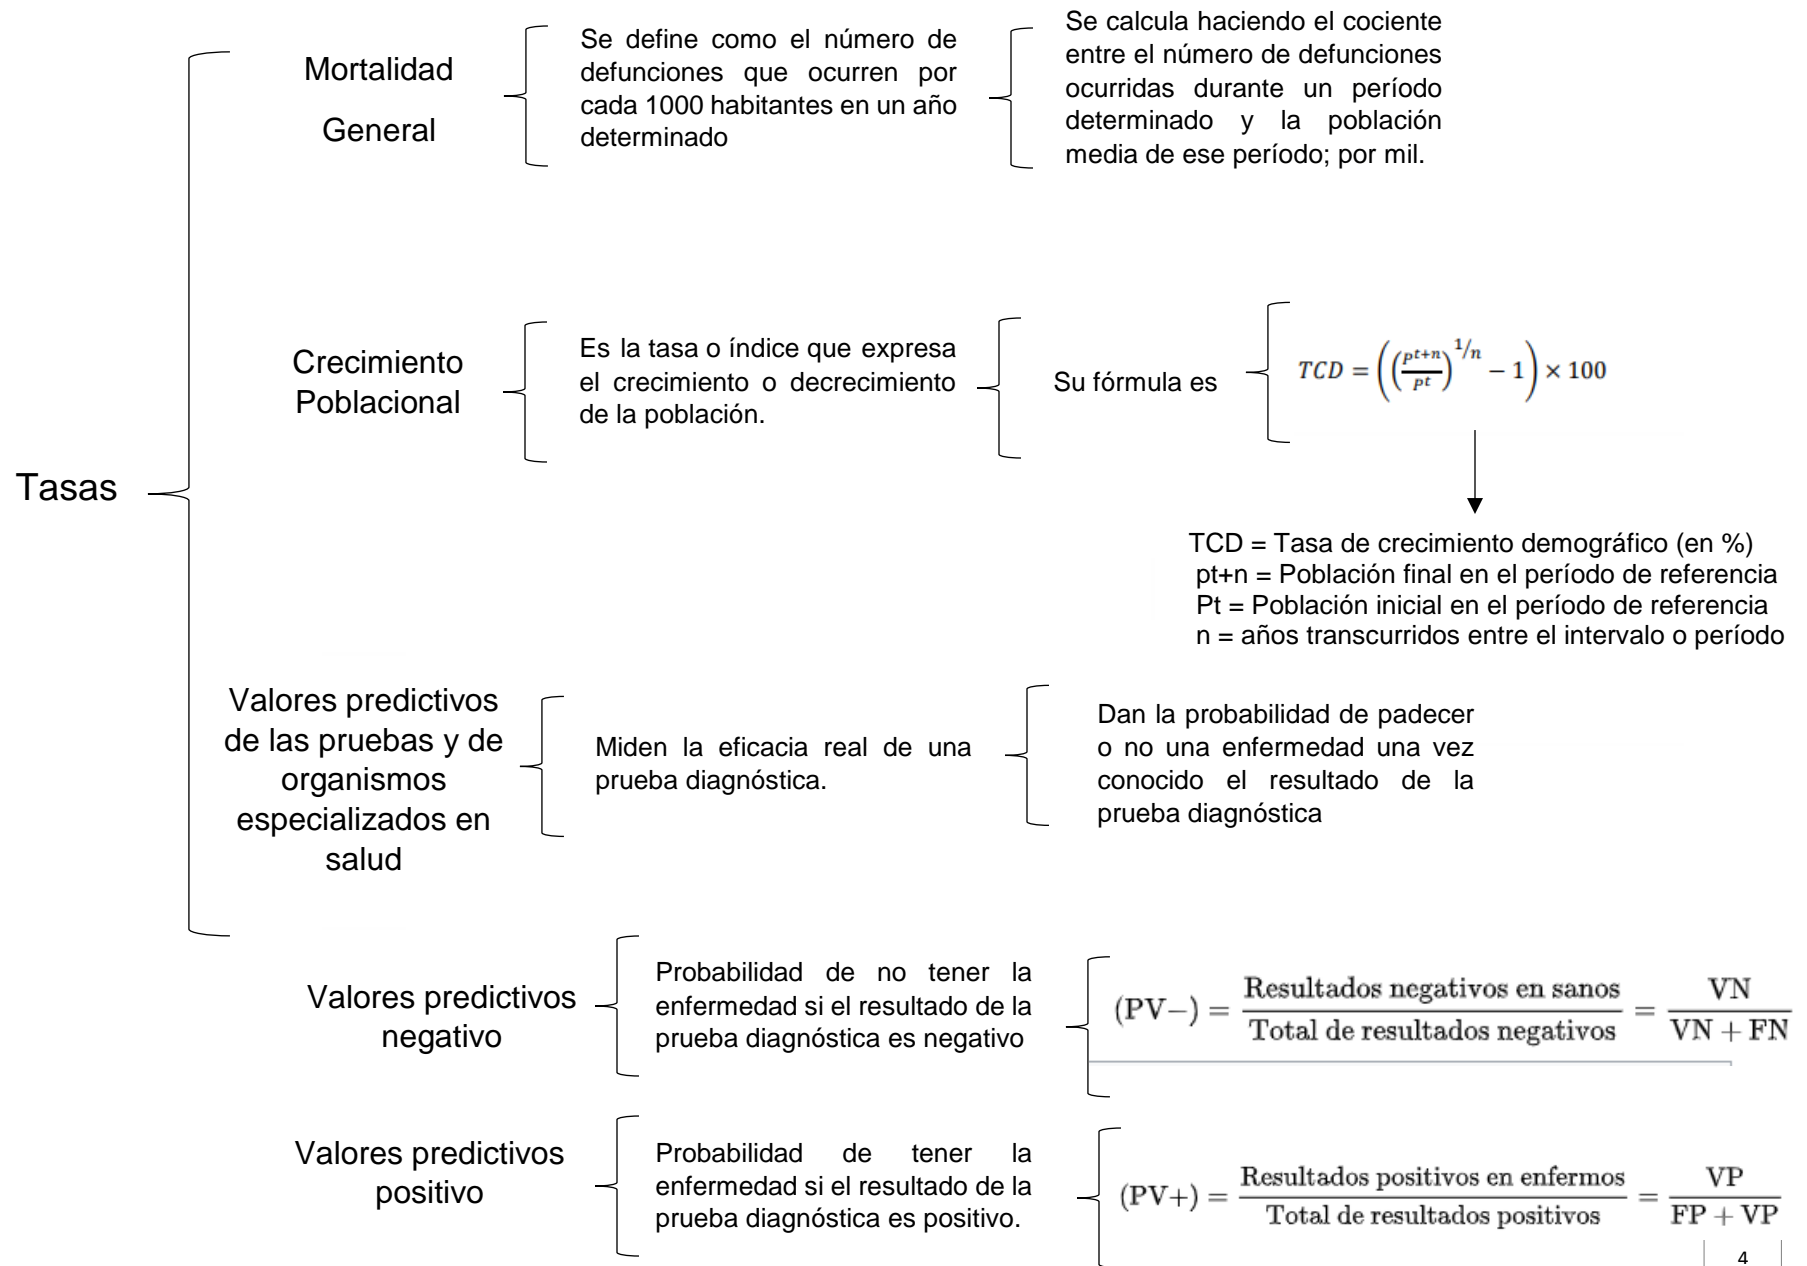 Tasas
Mortalidad
General
Se define como el número de
defunciones que ocurren por
cada 1000 habitantes en un año
determinado
Se calcula haciendo el cociente
entre el número de defunciones
ocurridas durante un período
determinado y la población
media de ese período; por mil.
Crecimiento
Poblacional
Es la tasa o índice que expresa
el crecimiento o decrecimiento
de la población.
Su fórmula es
TCD = ((P^{t+n}/P^{t})^{1/n} − 1) × 100
TCD = Tasa de crecimiento demográfico (en %)
pt+n = Población final en el período de referencia
Pt = Población inicial en el período de referencia
n = años transcurridos entre el intervalo o período
Valores predictivos
de las pruebas y de
organismos
especializados en
salud
Miden la eficacia real de una
prueba diagnóstica.
Dan la probabilidad de padecer
o no una enfermedad una vez
conocido el resultado de la
prueba diagnóstica
Valores predictivos
negativo
Probabilidad de no tener la
enfermedad si el resultado de la
prueba diagnóstica es negativo
(PV−) = Resultados negativos en sanos / Total de resultados negativos = VN / VN + FN
Valores predictivos
positivo
Probabilidad de tener la
enfermedad si el resultado de la
prueba diagnóstica es positivo.
(PV+) = Resultados positivos en enfermos / Total de resultados positivos = VP / FP + VP
4